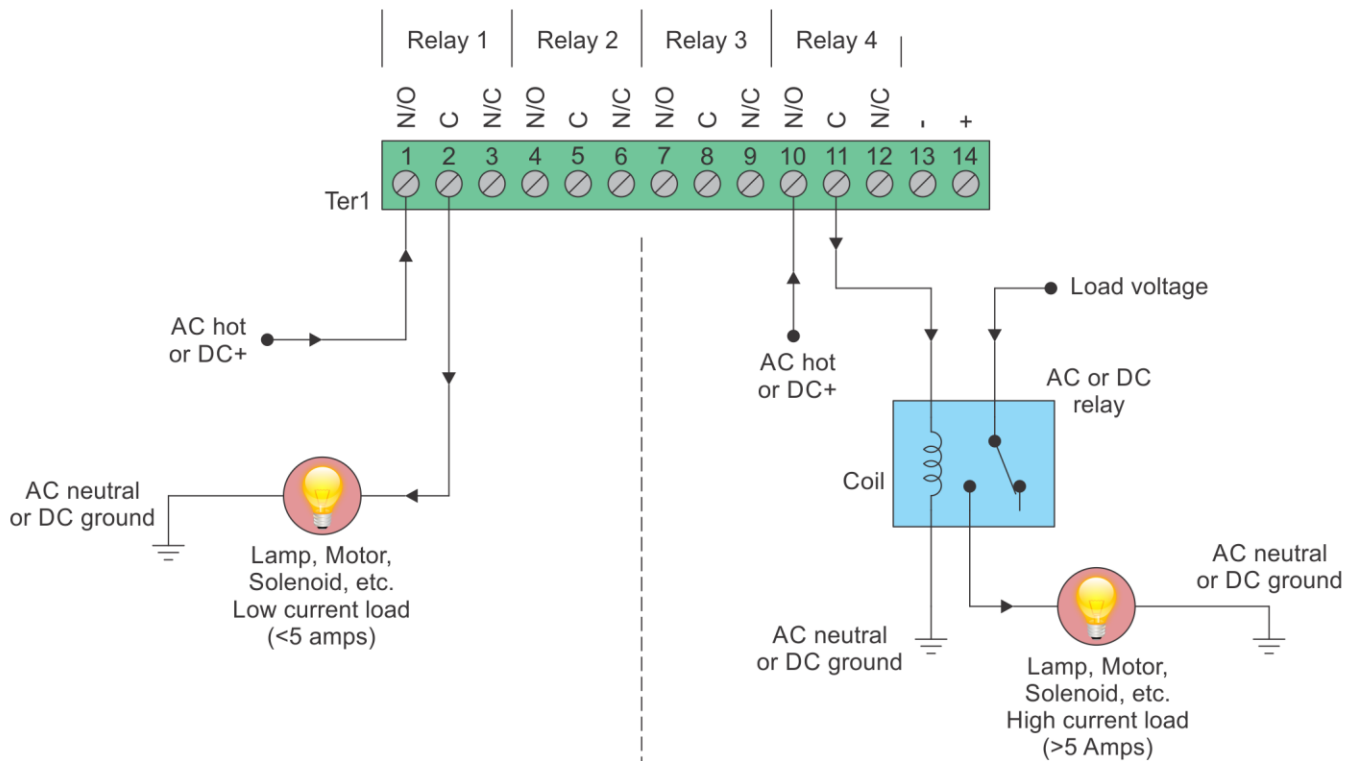 Relay 1 Relay 2 Relay 3 Relay 4
N/O C N/C N/O C N/C N/O C N/C N/O C N/C - +
1 2 3 4 5 6 7 8 9 10 11 12 13 14
Ter1
AC hot
or DC+
AC neutral
or DC ground
Lamp, Motor,
Solenoid, etc.
Low current load
(<5 amps)
AC hot
or DC+
Load voltage
AC or DC
relay
Coil
AC neutral
or DC ground
Lamp, Motor,
Solenoid, etc.
High current load
(>5 Amps)
AC neutral
or DC ground